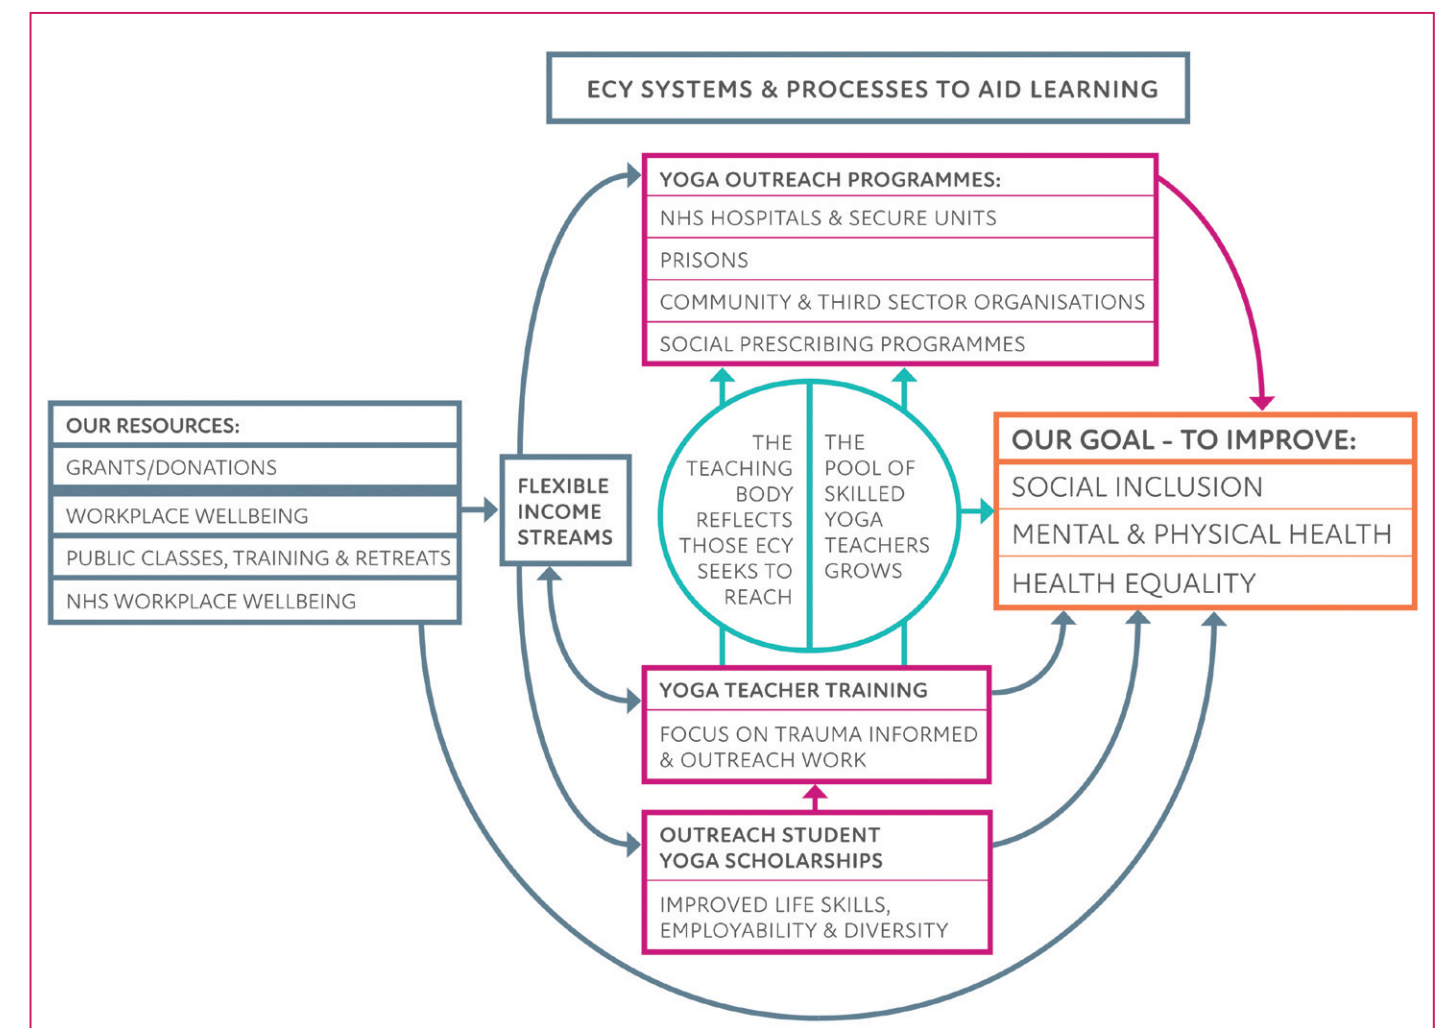 ECY SYSTEMS & PROCESSES TO AID LEARNING
YOGA OUTREACH PROGRAMMES:
NHS HOSPITALS & SECURE UNITS
PRISONS
COMMUNITY & THIRD SECTOR ORGANISATIONS
SOCIAL PRESCRIBING PROGRAMMES
OUR RESOURCES:
GRANTS/DONATIONS
WORKPLACE WELLBEING
PUBLIC CLASSES, TRAINING & RETREATS
NHS WORKPLACE WELLBEING
FLEXIBLE
INCOME
STREAMS
THE
TEACHING
BODY
REFLECTS
THOSE ECY
SEEKS TO
REACH
THE
POOL OF
SKILLED
YOGA
TEACHERS
GROWS
OUR GOAL - TO IMPROVE:
SOCIAL INCLUSION
MENTAL & PHYSICAL HEALTH
HEALTH EQUALITY
YOGA TEACHER TRAINING
FOCUS ON TRAUMA INFORMED
& OUTREACH WORK
OUTREACH STUDENT
YOGA SCHOLARSHIPS
IMPROVED LIFE SKILLS,
EMPLOYABILITY & DIVERSITY